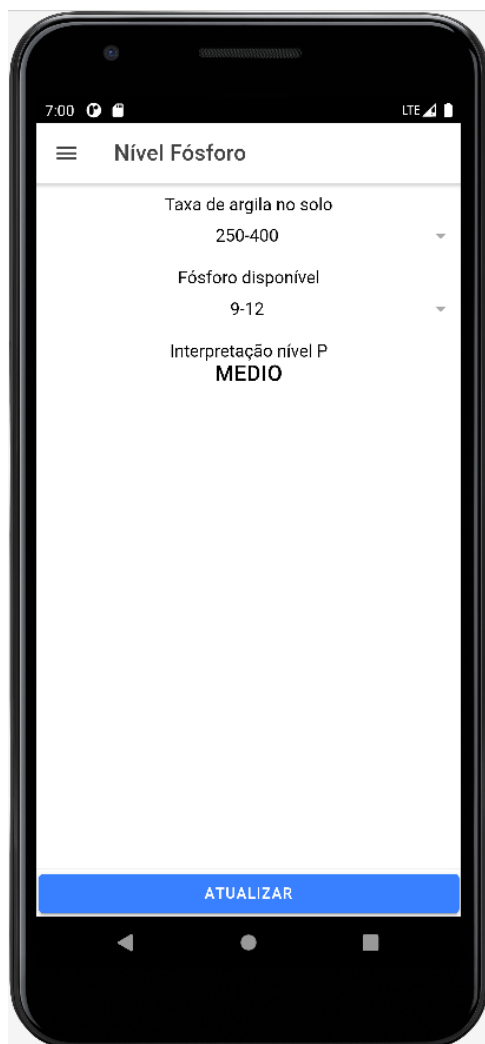 7:00 LTE
Nível Fósforo
Taxa de argila no solo
250-400
Fósforo disponível
9-12
Interpretação nível P
MEDIO
ATUALIZAR